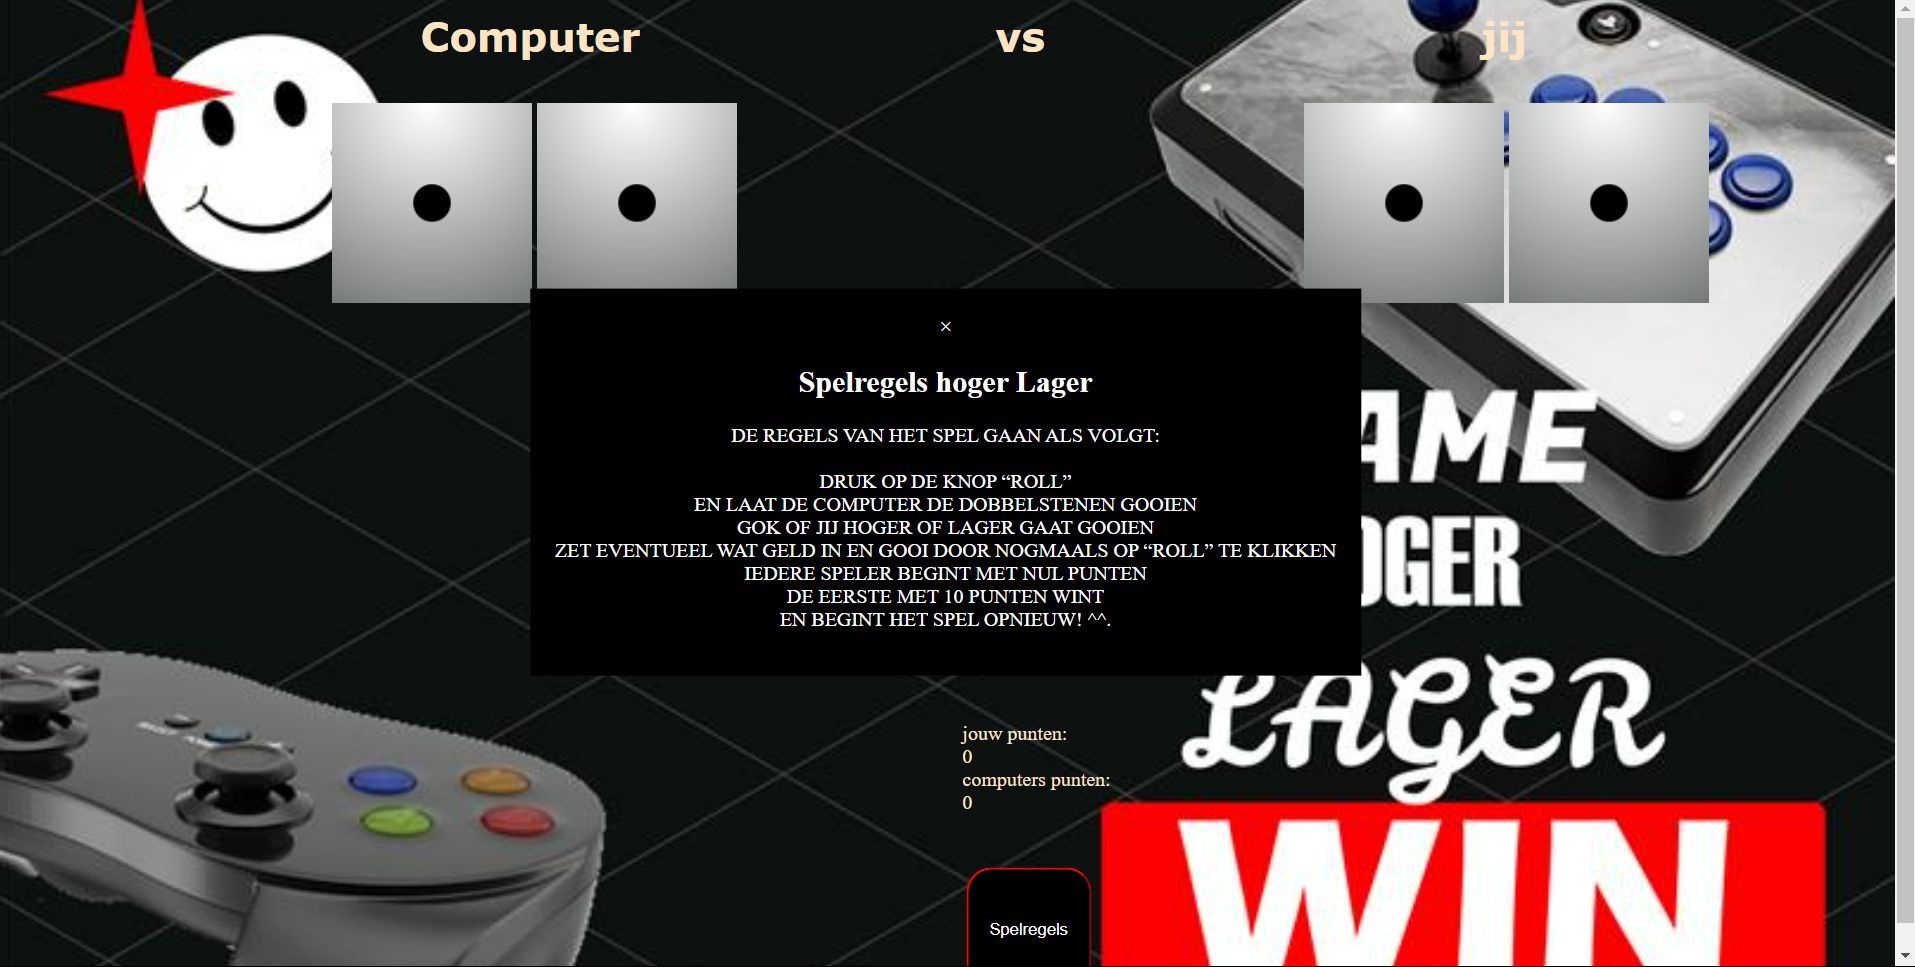 Computer vs jij
×
Spelregels hoger Lager
DE REGELS VAN HET SPEL GAAN ALS VOLGT:
DRUK OP DE KNOP “ROLL”
EN LAAT DE COMPUTER DE DOBBELSTENEN GOOIEN
GOK OF JIJ HOGER OF LAGER GAAT GOOIEN
ZET EVENTUEEL WAT GELD IN EN GOOI DOOR NOGMAALS OP “ROLL” TE KLIKKEN
IEDERE SPELER BEGINT MET NUL PUNTEN
DE EERSTE MET 10 PUNTEN WINT
EN BEGINT HET SPEL OPNIEUW! ^^.
AME
OGER
LAGER
jouw punten:
0
computers punten:
0
WIN
Spelregels